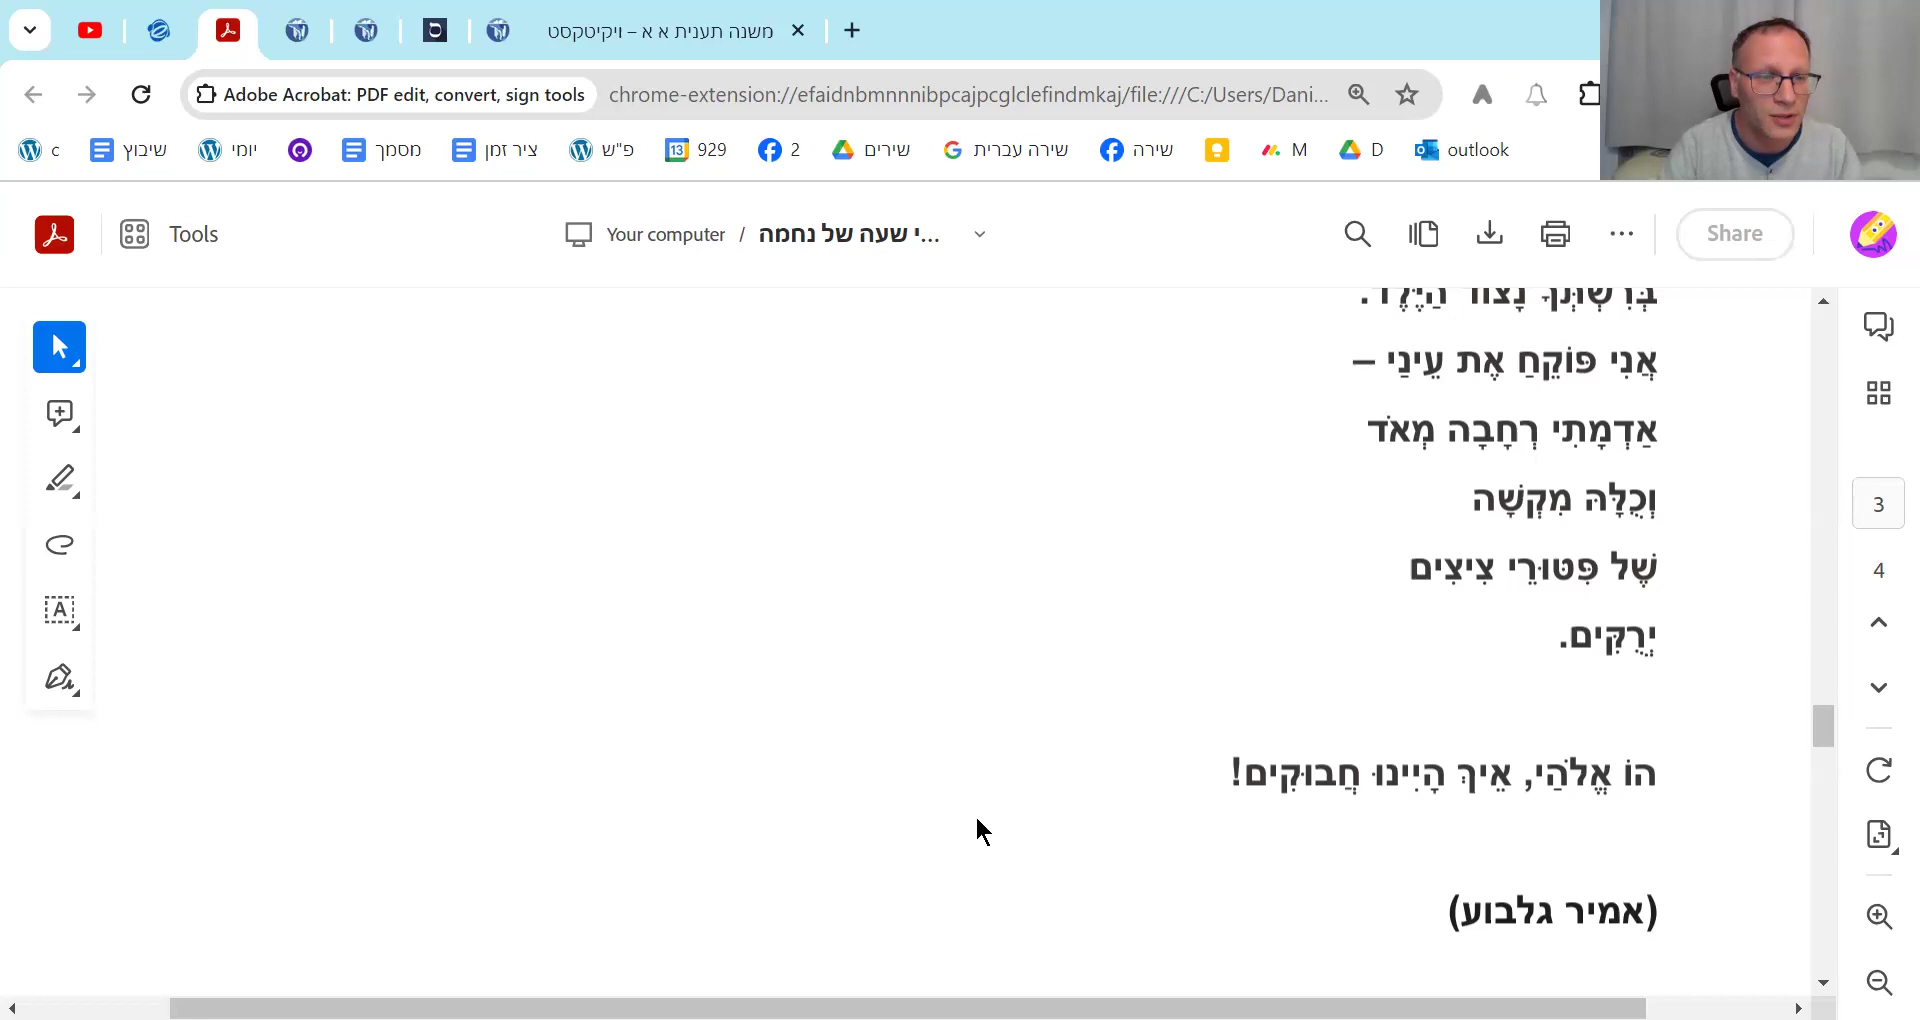 משנה תענית א א – ויקיטקסט
Adobe Acrobat: PDF edit, convert, sign tools
chrome-extension://efaidnbmnnnibpcajpcglclefindmkaj/file:///C:/Users/Dani...
c
שיבוץ
יומי
מסמך
ציר זמן
פ"ש
13
929
2
שירים
שירה עברית
שירה
M
D
outlook
Tools
Your computer / ...י שעה של נחמה
Share
בְּרִשְׁתְּךָ נָצוֹד הַיֶּלֶד.
אֲנִי פּוֹקֵחַ אֶת עֵינַי –
אַדְמָתִי רְחָבָה מְאֹד
וְכֻלָּהּ מִקְשָׁה
שֶׁל פִּטּוּרֵי צִיצִים
יְרֻקִּים.
הוֹ אֱלֹהַי, אֵיךְ הָיִינוּ חֲבוּקִים!
(אמיר גלבוע)
3
4